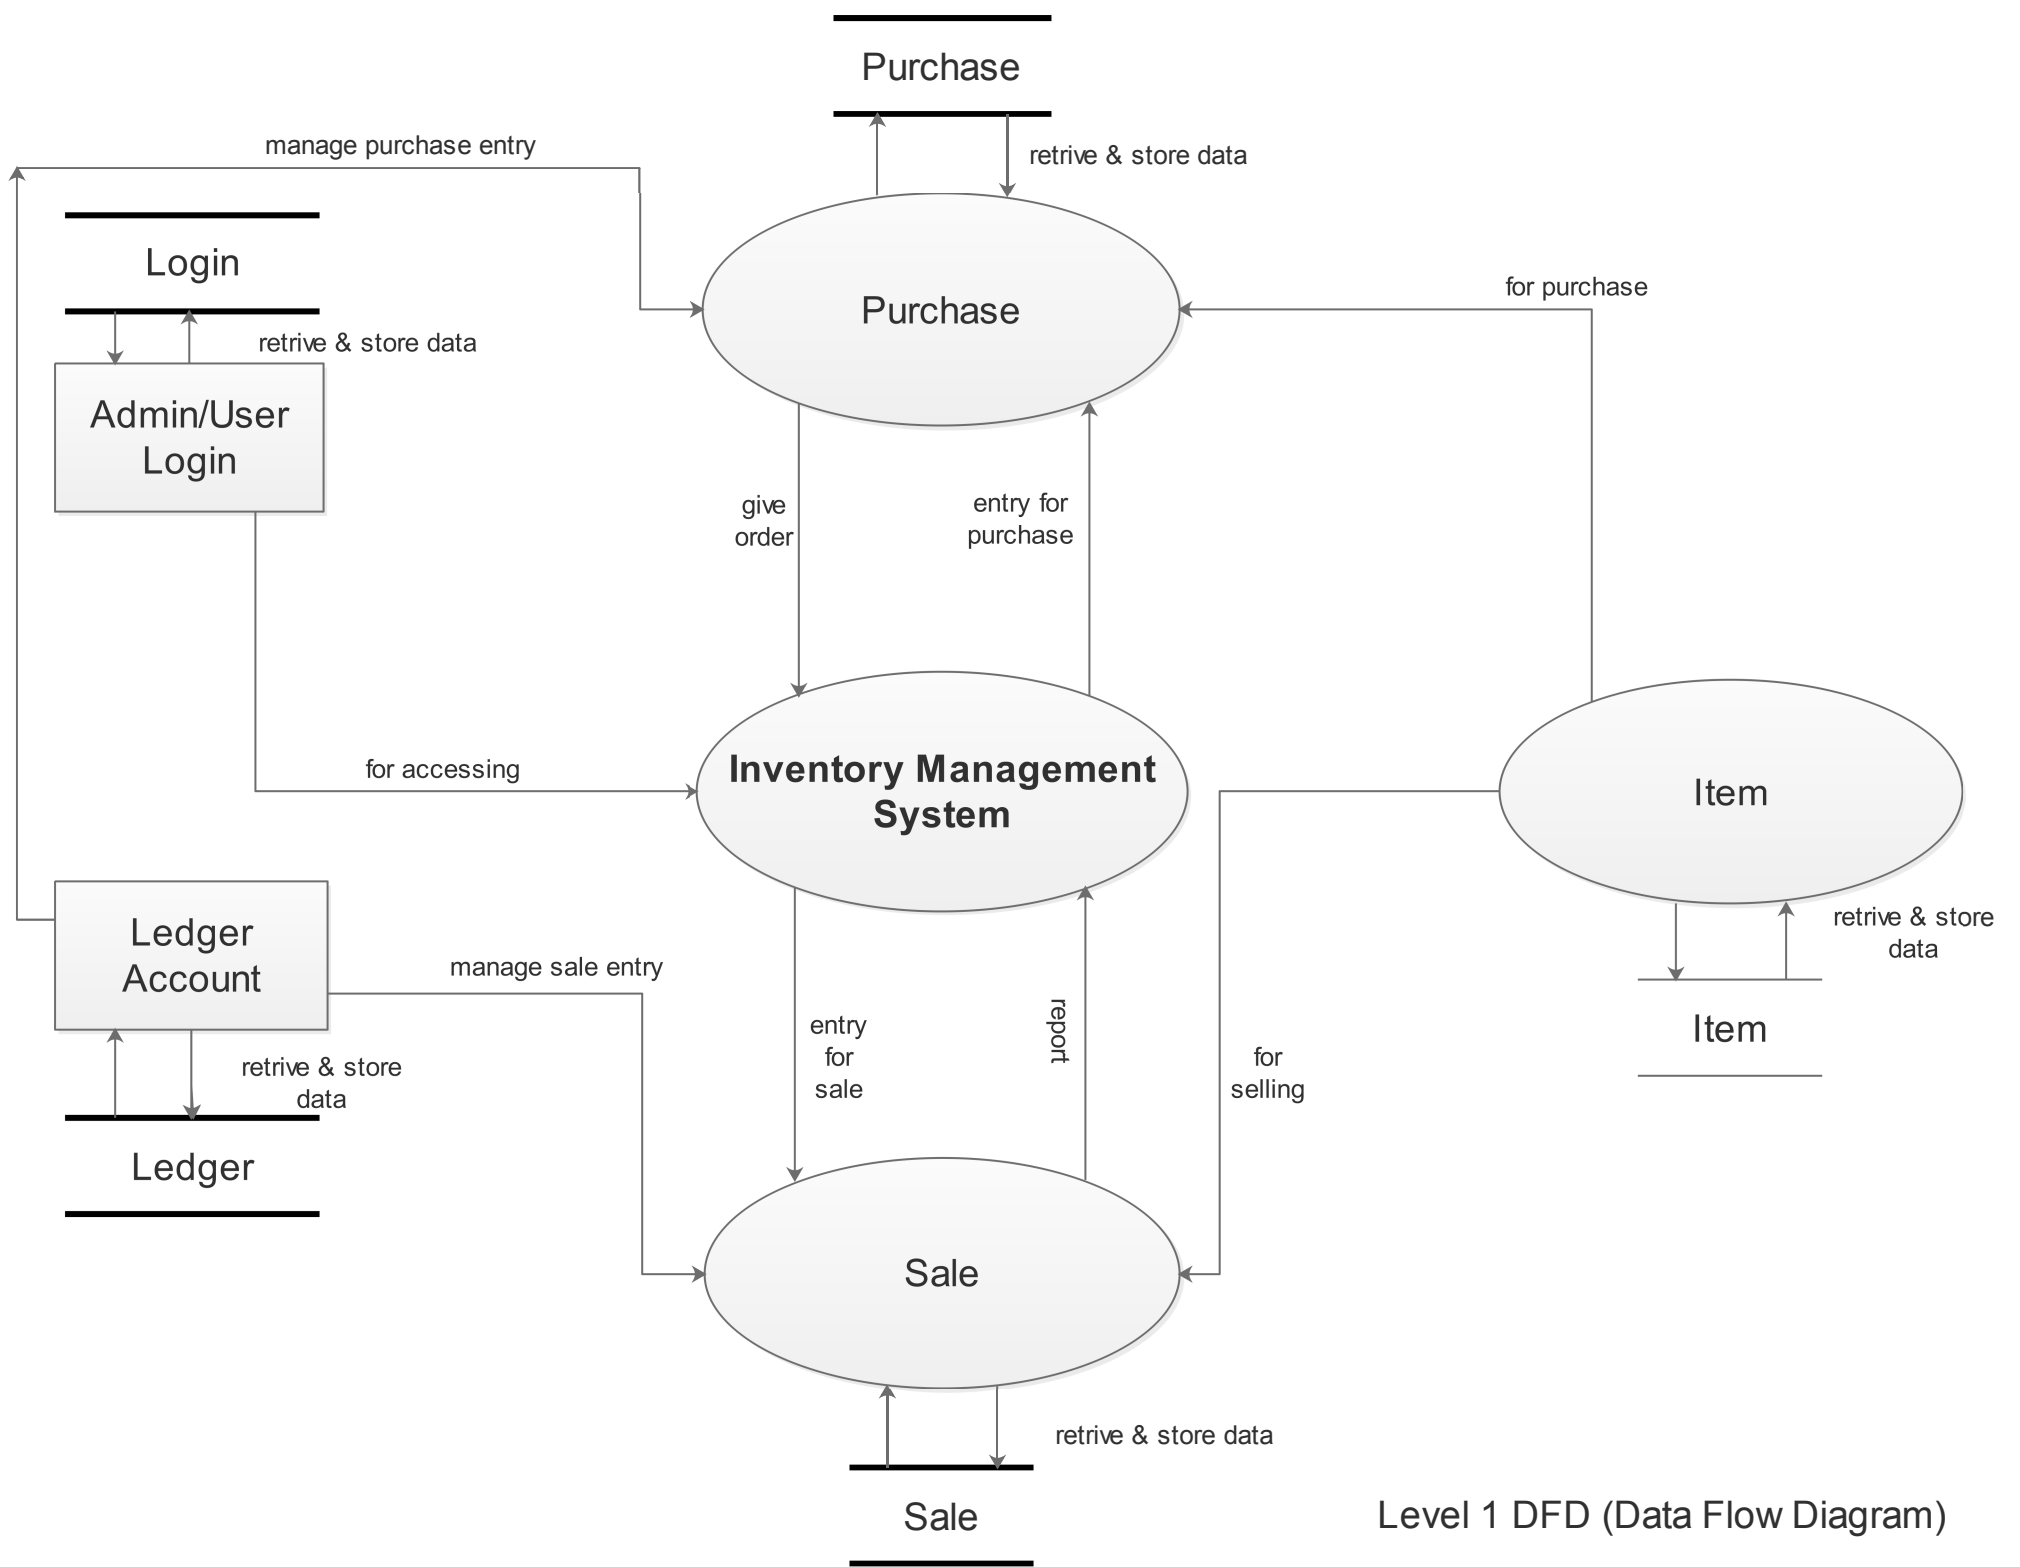 Purchase
manage purchase entry
retrive & store data
Login
retrive & store data
Purchase
for purchase
Admin/User
Login
give
order
entry for
purchase
for accessing
Inventory Management
System
Item
Ledger
Account
manage sale entry
retrive & store
data
Item
entry
for
sale
report
for
selling
retrive & store
data
Ledger
Sale
retrive & store data
Sale
Level 1 DFD (Data Flow Diagram)